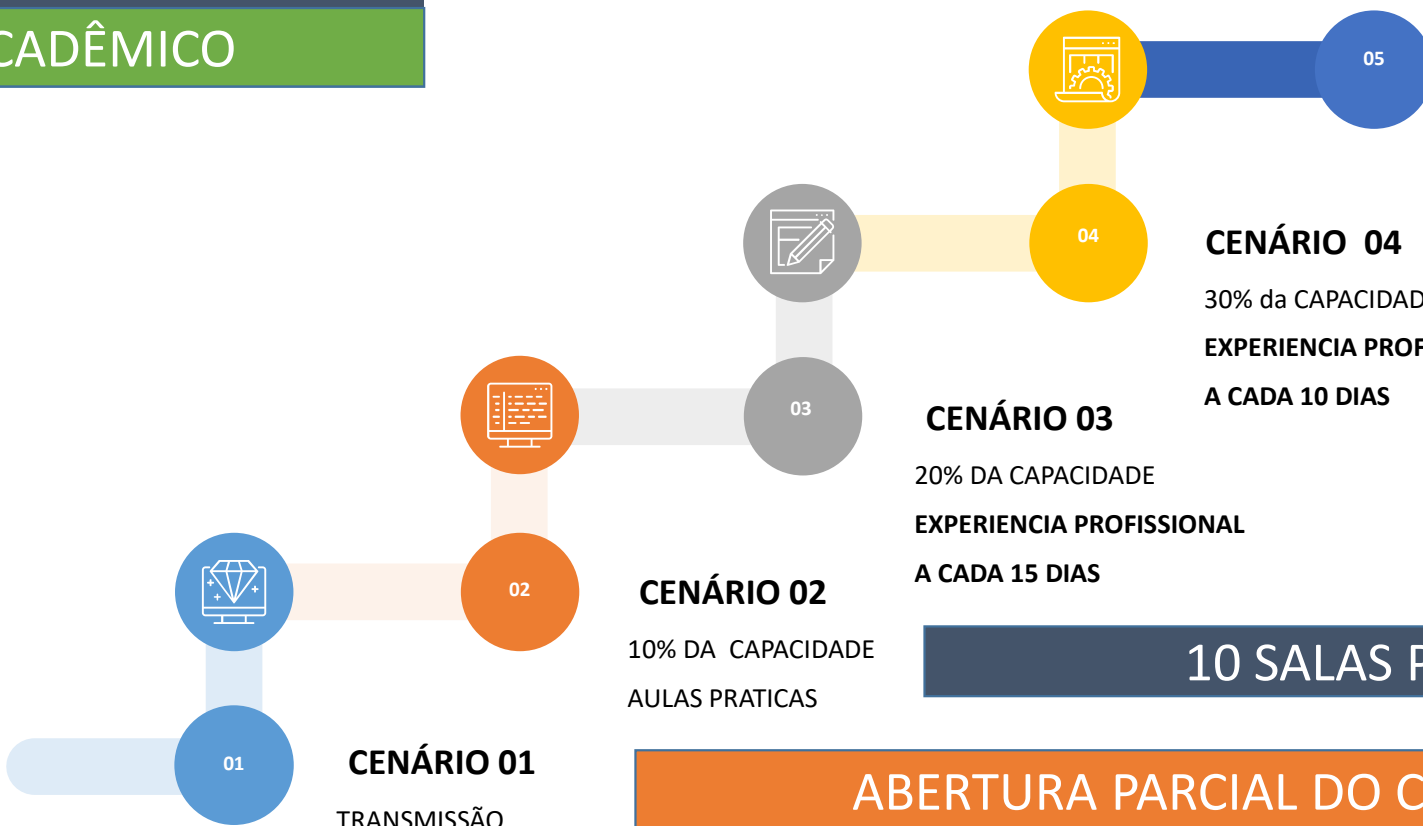 CADÊMICO
05
04
CENÁRIO 04
30% da CAPACIDAD
EXPERIENCIA PROF
A CADA 10 DIAS
03
CENÁRIO 03
20% DA CAPACIDADE
EXPERIENCIA PROFISSIONAL
A CADA 15 DIAS
02
CENÁRIO 02
10% DA CAPACIDADE
AULAS PRATICAS
10 SALAS P
01
CENÁRIO 01
TRANSMISSÃO
ABERTURA PARCIAL DO C